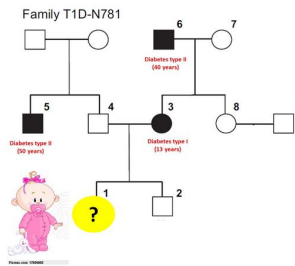 Family T1D-N781
6
7
Diabetes type II
(40 years)
5
4
3
8
Diabetes type II
(50 years)
Diabetes type I
(13 years)
1
2
?